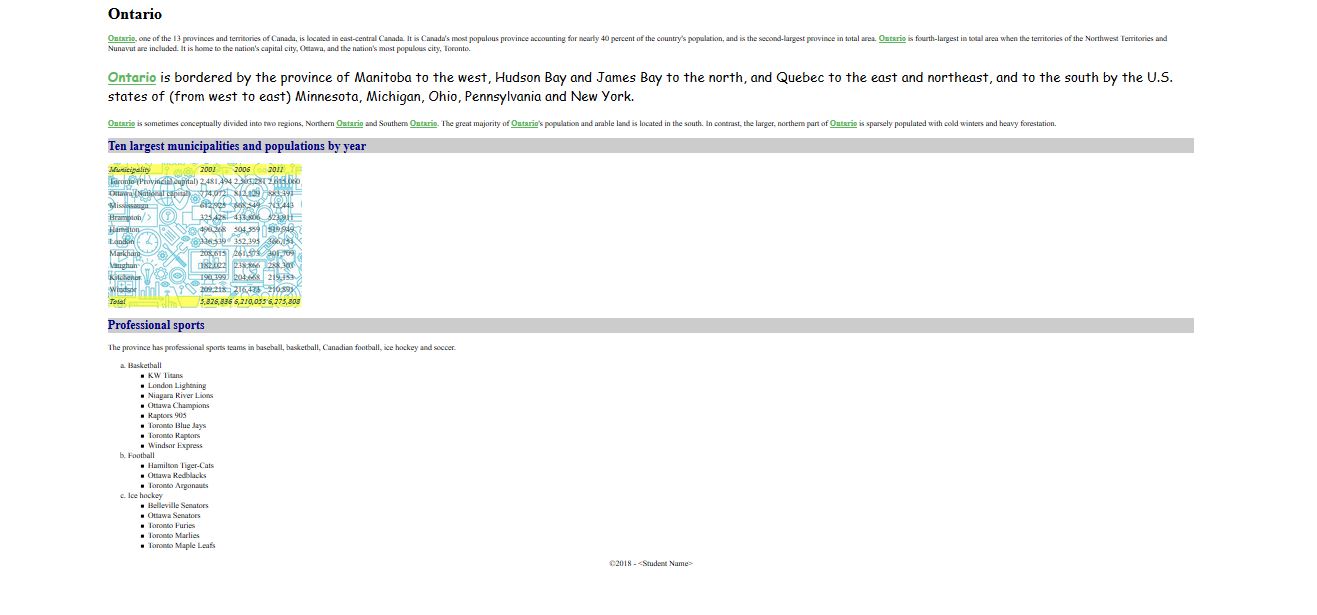 Ontario
Ontario, one of the 13 provinces and territories of Canada, is located in east-central Canada. It is Canada's most populous province accounting for nearly 40 percent of the country's population, and is the second-largest province in total area. Ontario is fourth-largest in total area when the territories of the Northwest Territories and
Nunavut are included. It is home to the nation's capital city, Ottawa, and the nation's most populous city, Toronto.
Ontario is bordered by the province of Manitoba to the west, Hudson Bay and James Bay to the north, and Quebec to the east and northeast, and to the south by the U.S.
states of (from west to east) Minnesota, Michigan, Ohio, Pennsylvania and New York.
Ontario is sometimes conceptually divided into two regions, Northern Ontario and Southern Ontario. The great majority of Ontario's population and arable land is located in the south. In contrast, the larger, northern part of Ontario is sparsely populated with cold winters and heavy forestation.
Ten largest municipalities and populations by year
Municipality 2001 2006 2011
Toronto (Provincial capital) 2,481,494 2,503,281 2,615,060
Ottawa (National capital) 774,072 812,129 883,391
Mississauga 612,925 668,549 713,443
Brampton 325,428 433,806 523,911
Hamilton 490,268 504,559 519,949
London 336,539 352,395 366,151
Markham 208,615 261,573 301,709
Vaughan 182,022 238,866 288,301
Kitchener 190,399 204,668 219,153
Windsor 209,218 216,473 210,891
Total 5,826,836 6,210,055 6,275,808
Professional sports
The province has professional sports teams in baseball, basketball, Canadian football, ice hockey and soccer.
a. Basketball
■ KW Titans
■ London Lightning
■ Niagara River Lions
■ Ottawa Champions
■ Raptors 905
■ Toronto Blue Jays
■ Toronto Raptors
■ Windsor Express
b. Football
■ Hamilton Tiger-Cats
■ Ottawa Redblacks
■ Toronto Argonauts
c. Ice hockey
■ Belleville Senators
■ Ottawa Senators
■ Toronto Furies
■ Toronto Marlies
■ Toronto Maple Leafs
©2018 - <Student Name>